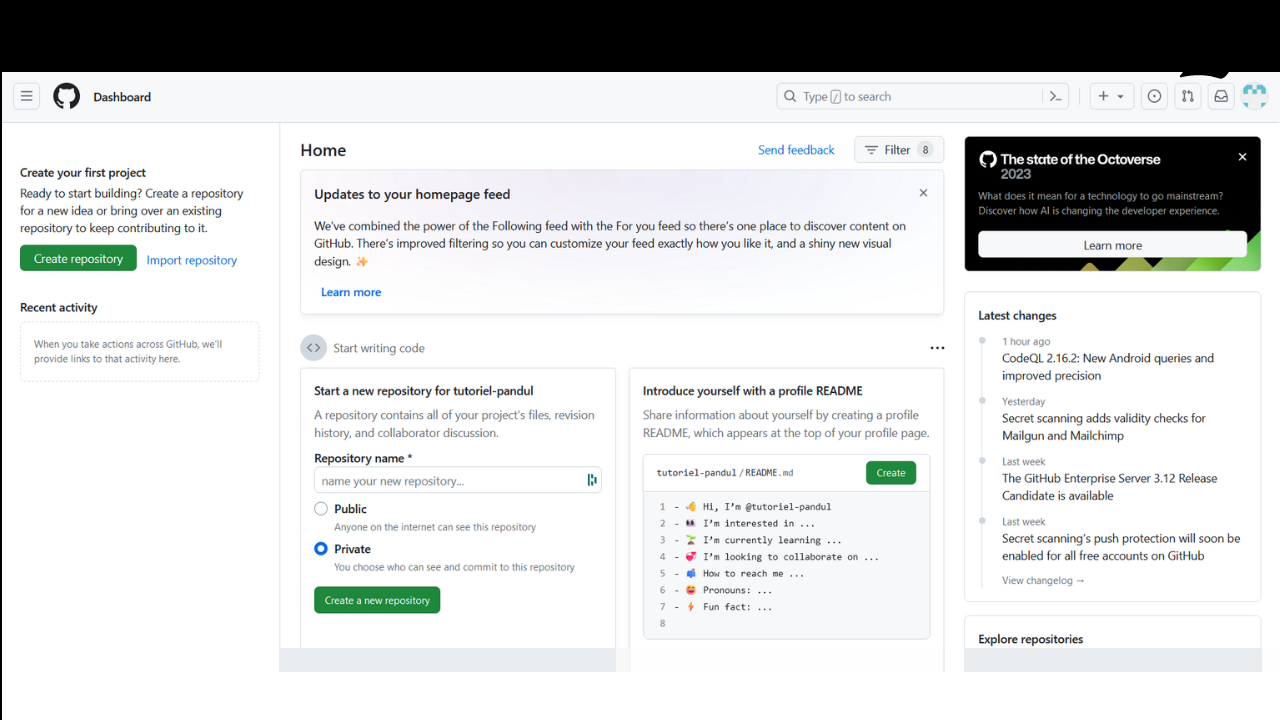 Dashboard
Type / to search
Create your first project
Ready to start building? Create a repository
for a new idea or bring over an existing
repository to keep contributing to it.
Create repository
Import repository
Recent activity
When you take actions across GitHub, we'll
provide links to that activity here.
Home
Send feedback
Filter 8
Updates to your homepage feed
We've combined the power of the Following feed with the For you feed so there's one place to discover content on
GitHub. There's improved filtering so you can customize your feed exactly how you like it, and a shiny new visual
design. ✨
Learn more
Start writing code
Start a new repository for tutoriel-pandul
A repository contains all of your project's files, revision
history, and collaborator discussion.
Repository name *
name your new repository...
Public
Anyone on the internet can see this repository
Private
You choose who can see and commit to this repository
Create a new repository
Introduce yourself with a profile README
Share information about yourself by creating a profile
README, which appears at the top of your profile page.
tutoriel-pandul / README.md
Create
1 - 👋 Hi, I'm @tutoriel-pandul
2 - 👀 I'm interested in ...
3 - 🌱 I'm currently learning ...
4 - 💞️ I'm looking to collaborate on ...
5 - 📫 How to reach me ...
6 - 😄 Pronouns: ...
7 - ⚡ Fun fact: ...
8
The state of the Octoverse
2023
What does it mean for a technology to go mainstream?
Discover how AI is changing the developer experience.
Learn more
Latest changes
1 hour ago
CodeQL 2.16.2: New Android queries and
improved precision
Yesterday
Secret scanning adds validity checks for
Mailgun and Mailchimp
Last week
The GitHub Enterprise Server 3.12 Release
Candidate is available
Last week
Secret scanning's push protection will soon be
enabled for all free accounts on GitHub
View changelog →
Explore repositories